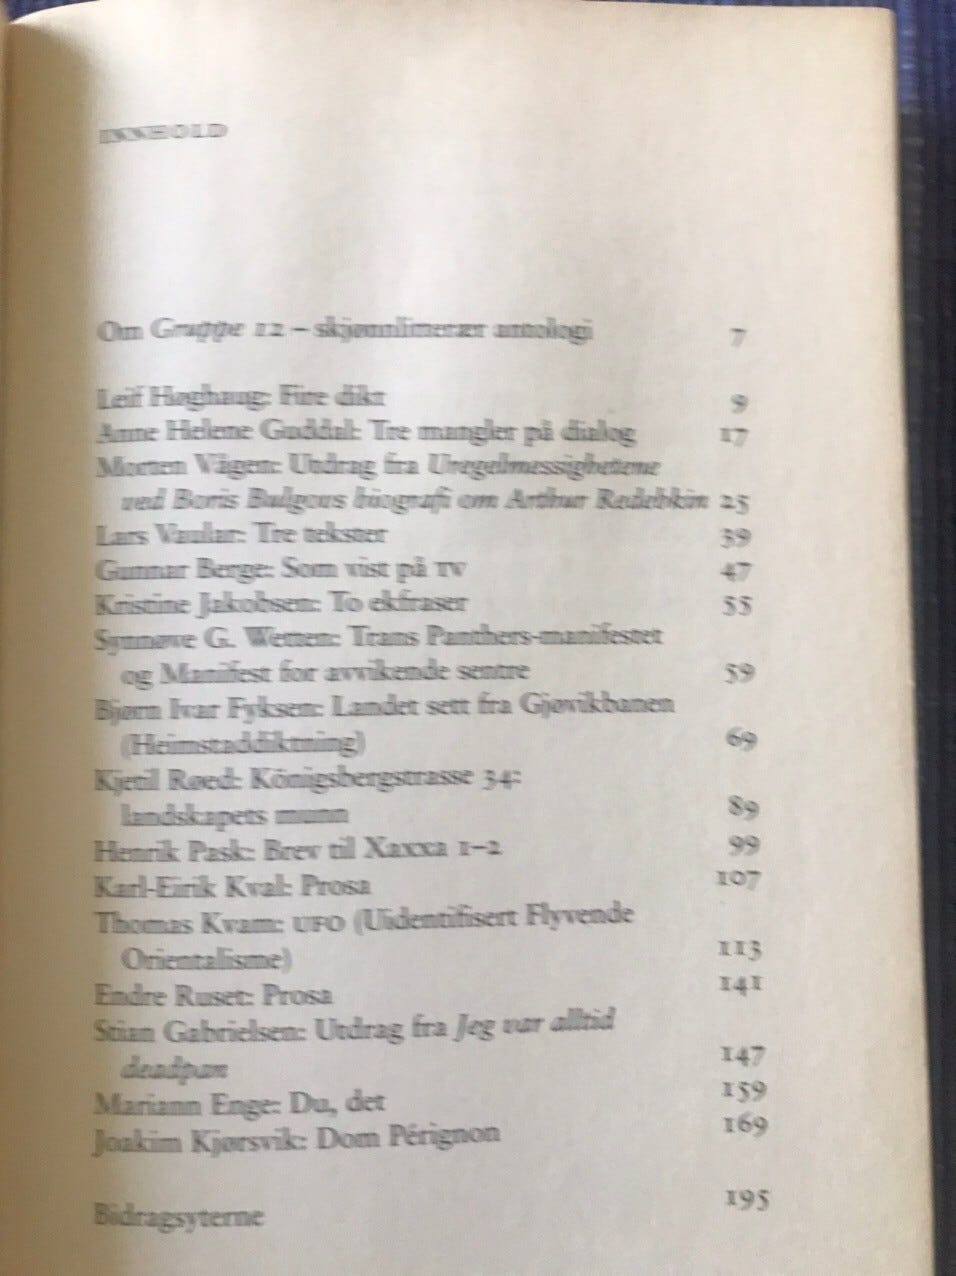 INNHOLD
Om Gruppe 12 – skjønnlitterær antologi 7
Leif Høghaug: Fire dikt 9
Anne Helene Guddal: Tre mangler på dialog 17
Morten Vågen: Utdrag fra Uregelmessighetene
ved Boris Bulgovs biografi om Arthur Redebkin 25
Lars Vaular: Tre tekster 39
Gunnar Berge: Som vist på TV 47
Kristine Jakobsen: To ekfraser 55
Synnøve G. Wetten: Trans Panthers-manifestet
og Manifest for avvikende sentre 59
Bjørn Ivar Fyksen: Landet sett fra Gjøvikbanen
(Heimstaddiktning) 69
Kjetil Røed: Königsbergstrasse 34:
landskapets munn 89
Henrik Pask: Brev til Xaxxa 1–2 99
Karl-Eirik Kval: Prosa 107
Thomas Kvam: UFO (Uidentifisert Flyvende
Orientalisme) 113
Endre Ruset: Prosa 141
Stian Gabrielsen: Utdrag fra Jeg var alltid
deadpan 147
Mariann Enge: Du, det 159
Joakim Kjørsvik: Dom Pérignon 169
Bidragsyterne 195